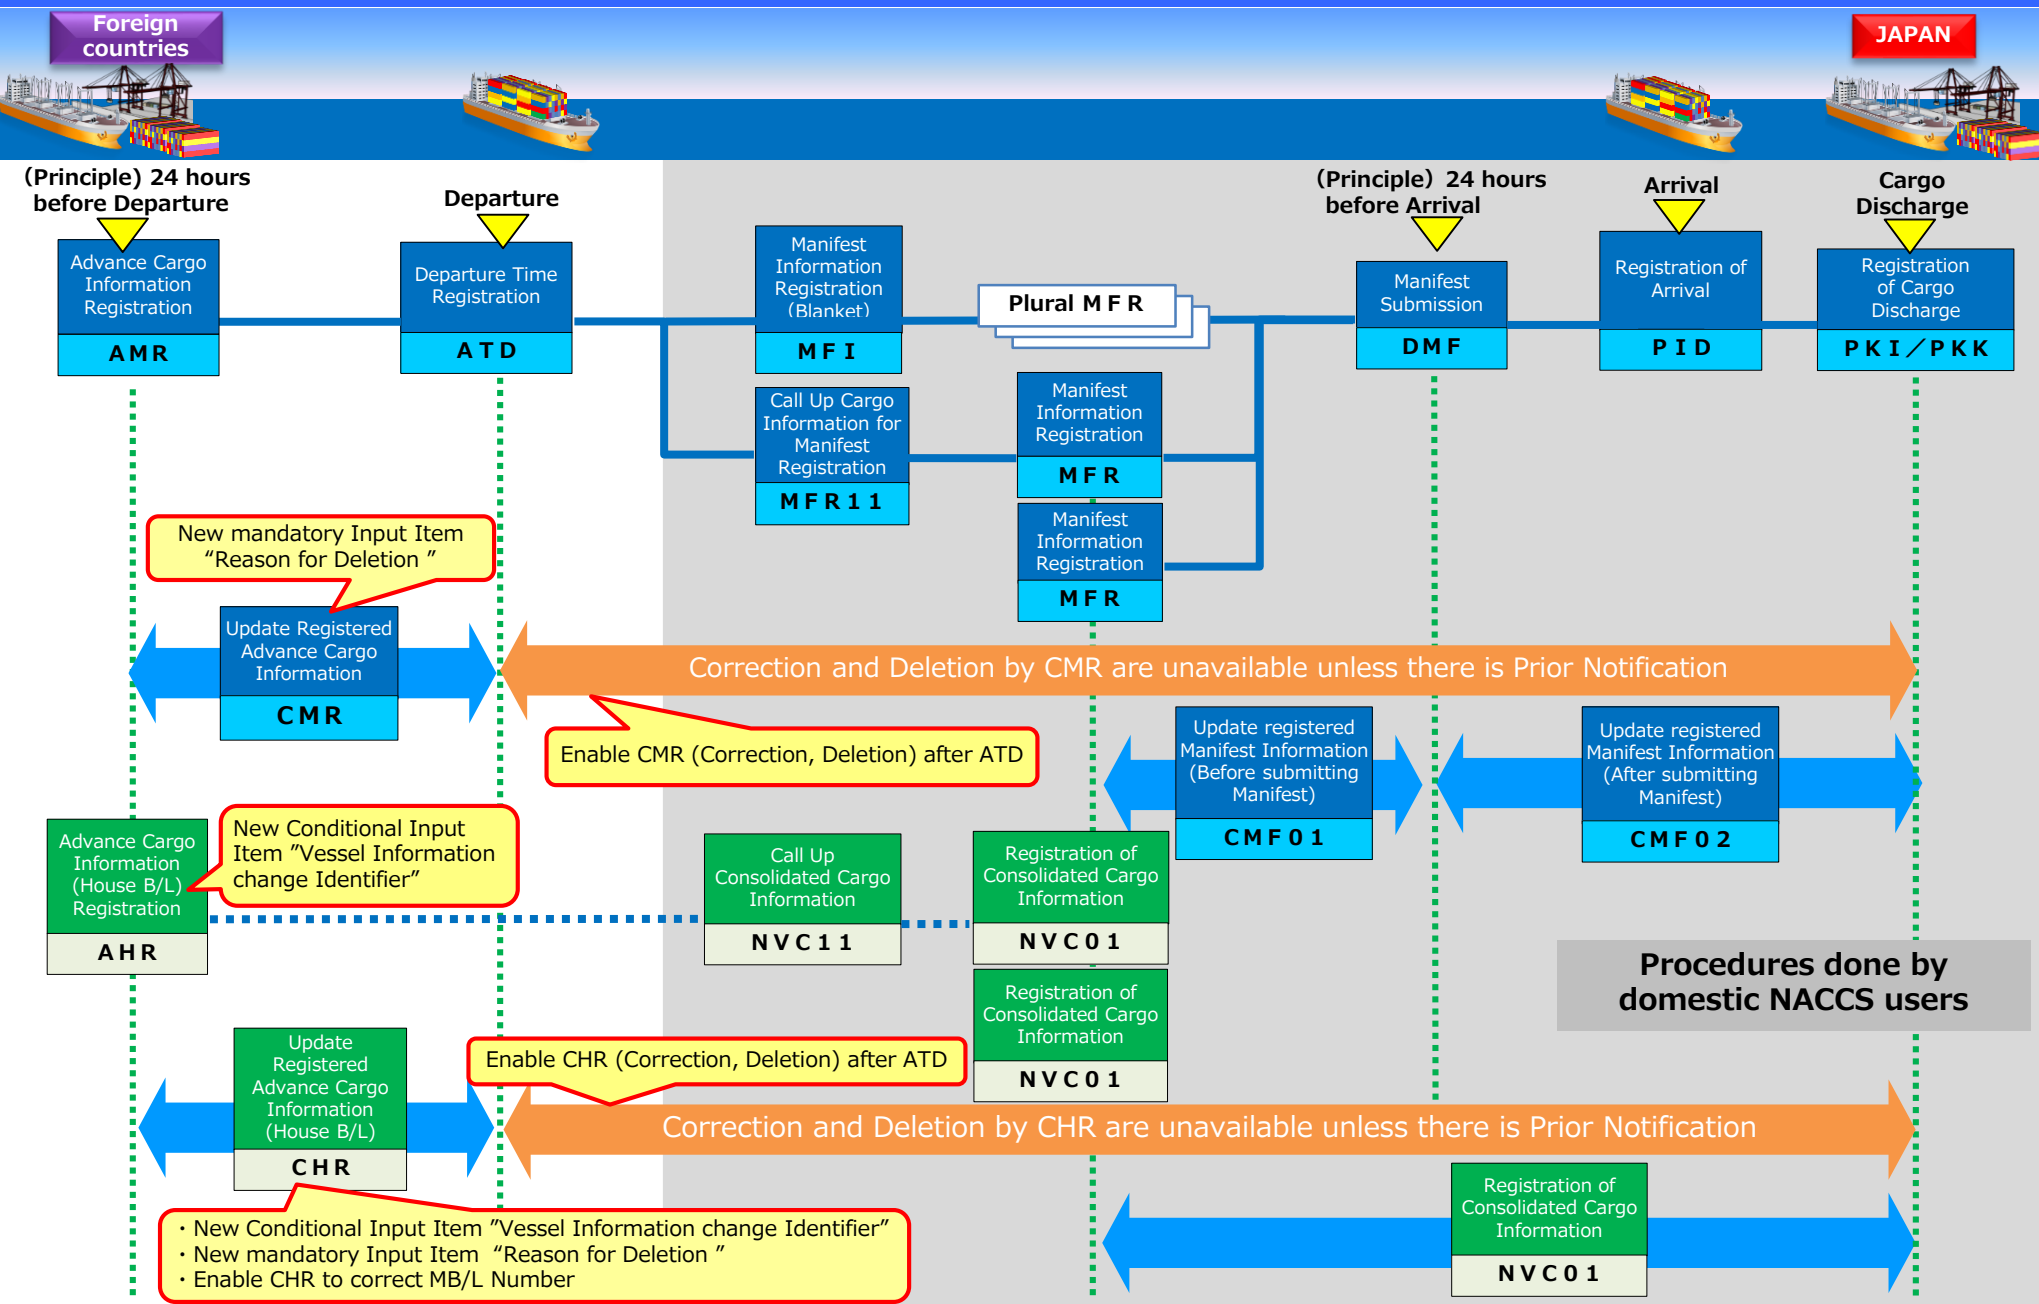 Foreign
countries
JAPAN
（Principle）24 hours
before Departure
Departure
（Principle）24 hours
before Arrival
Arrival
Cargo
Discharge
Advance Cargo
Information
Registration
AMR
Departure Time
Registration
ATD
Manifest
Information
Registration
(Blanket)
MFI
Plural MFR
Manifest
Submission
DMF
Registration of
Arrival
PID
Registration
of Cargo
Discharge
PKI／PKK
Call Up Cargo
Information for
Manifest
Registration
MFR11
Manifest
Information
Registration
MFR
Manifest
Information
Registration
MFR
New mandatory Input Item
“Reason for Deletion ”
Update Registered
Advance Cargo
Information
CMR
Correction and Deletion by CMR are unavailable unless there is Prior Notification
Enable CMR (Correction, Deletion) after ATD
Update registered
Manifest Information
(Before submitting
Manifest)
CMF01
Update registered
Manifest Information
(After submitting
Manifest)
CMF02
Advance Cargo
Information
(House B/L)
Registration
AHR
New Conditional Input
Item ”Vessel Information
change Identifier”
Call Up
Consolidated Cargo
Information
NVC11
Registration of
Consolidated Cargo
Information
NVC01
Registration of
Consolidated Cargo
Information
NVC01
Procedures done by
domestic NACCS users
Update
Registered
Advance Cargo
Information
(House B/L)
CHR
Enable CHR (Correction, Deletion) after ATD
Correction and Deletion by CHR are unavailable unless there is Prior Notification
・New Conditional Input Item ”Vessel Information change Identifier”
・New mandatory Input Item “Reason for Deletion ”
・Enable CHR to correct MB/L Number
Registration of
Consolidated Cargo
Information
NVC01